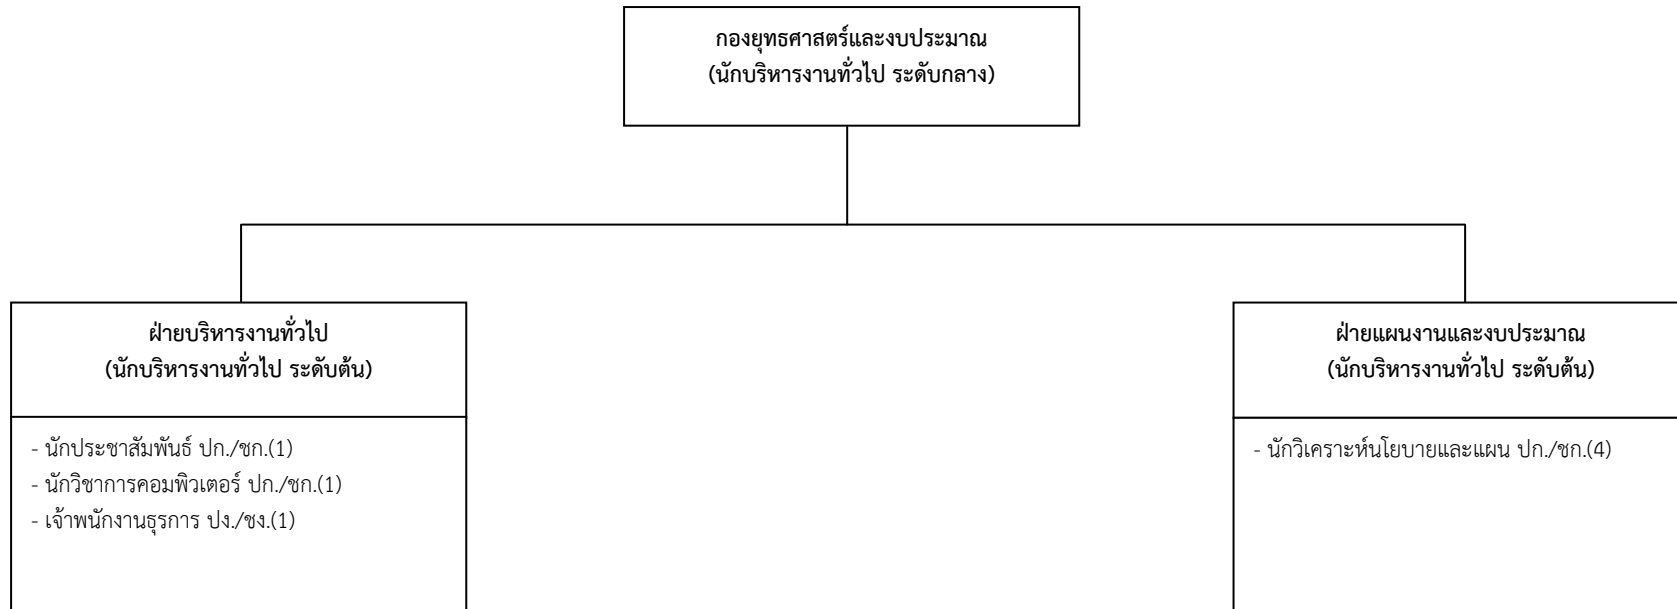 กองยุทธศาสตร์และงบประมาณ
(นักบริหารงานทั่วไป ระดับกลาง)
ฝ่ายบริหารงานทั่วไป
(นักบริหารงานทั่วไป ระดับต้น)
- นักประชาสัมพันธ์ ปก./ชก.(1)
- นักวิชาการคอมพิวเตอร์ ปก./ชก.(1)
- เจ้าพนักงานธุรการ ปง./ชง.(1)
ฝ่ายแผนงานและงบประมาณ
(นักบริหารงานทั่วไป ระดับต้น)
- นักวิเคราะห์นโยบายและแผน ปก./ชก.(4)